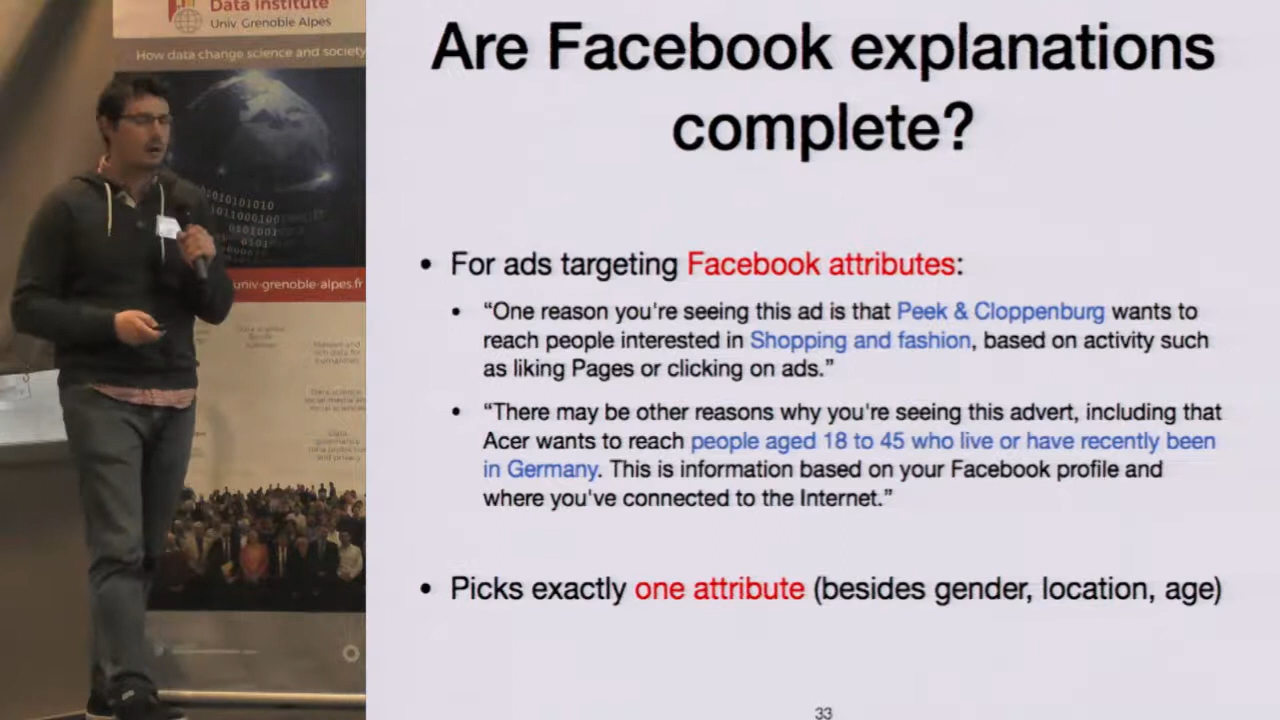 Data Institute
Univ. Grenoble Alpes
How data change science and society
univ-grenoble-alpes.fr
Are Facebook explanations
complete?
• For ads targeting Facebook attributes:
• “One reason you're seeing this ad is that Peek & Cloppenburg wants to
reach people interested in Shopping and fashion, based on activity such
as liking Pages or clicking on ads.”
• “There may be other reasons why you're seeing this advert, including that
Acer wants to reach people aged 18 to 45 who live or have recently been
in Germany. This is information based on your Facebook profile and
where you've connected to the Internet.”
• Picks exactly one attribute (besides gender, location, age)
33